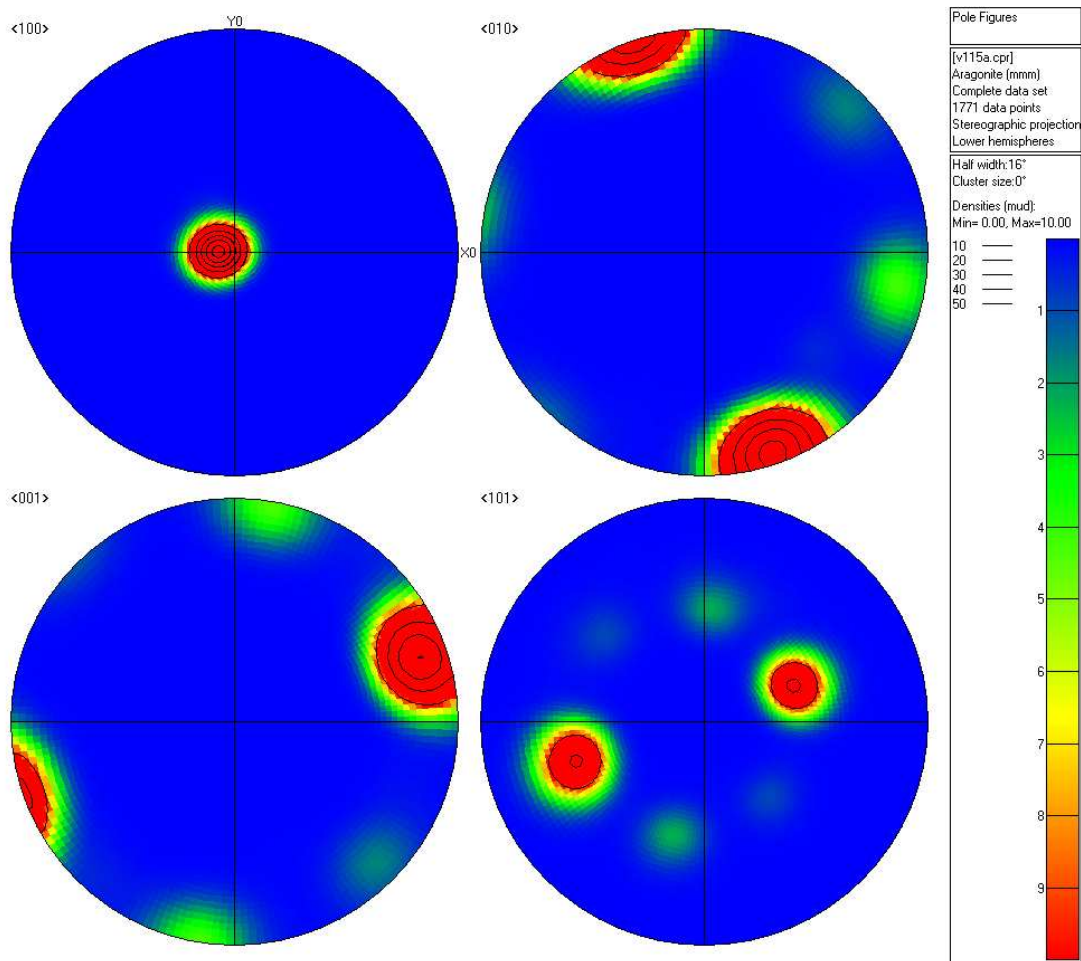 <100>
Y0
<010>
X0
<001>
<101>
Pole Figures
[v115a.cpr]
Aragonite (mmm)
Complete data set
1771 data points
Stereographic projection
Lower hemispheres
Half width:16°
Cluster size:0°
Densities (mud):
Min= 0.00, Max=10.00
10
20
30
40
50
1
2
3
4
5
6
7
8
9